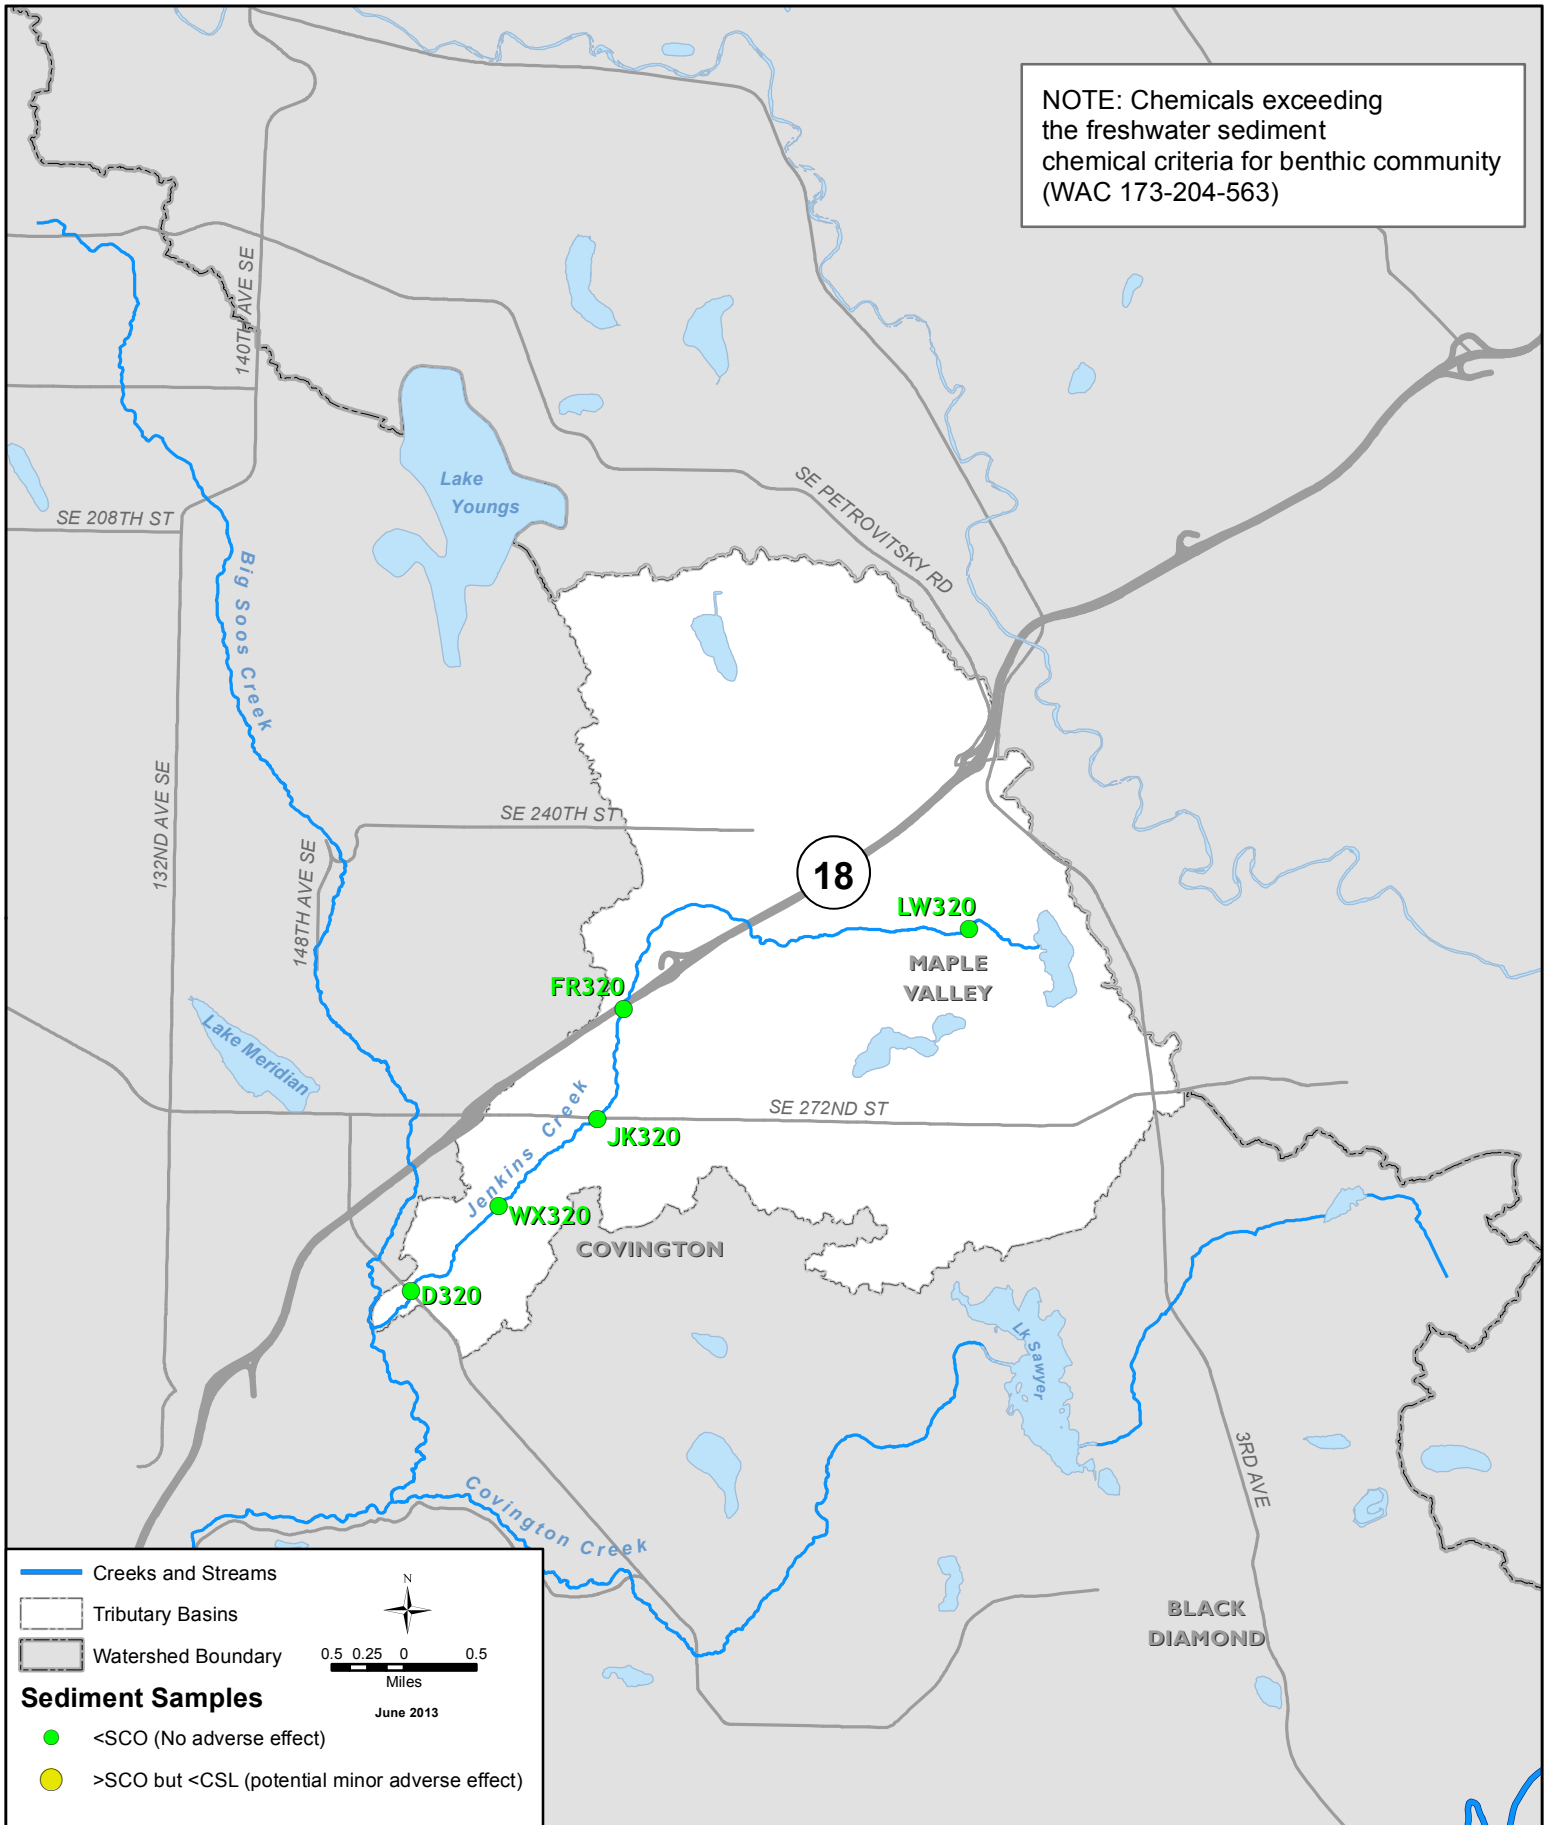 NOTE: Chemicals exceeding
the freshwater sediment
chemical criteria for benthic community
(WAC 173-204-563)
140TH AVE SE
Lake
Youngs
SE PETROVITSKY RD
SE 208TH ST
Big Soos Creek
132ND AVE SE
SE 240TH ST
148TH AVE SE
18
LW320
MAPLE
VALLEY
FR320
Lake Meridian
SE 272ND ST
JK320
Jenkins Creek
WX320
COVINGTON
D320
Lk Sawyer
3RD AVE
Covington Creek
BLACK
DIAMOND
Creeks and Streams
Tributary Basins
Watershed Boundary
N
0.5 0.25 0 0.5
Miles
June 2013
Sediment Samples
<SCO (No adverse effect)
>SCO but <CSL (potential minor adverse effect)